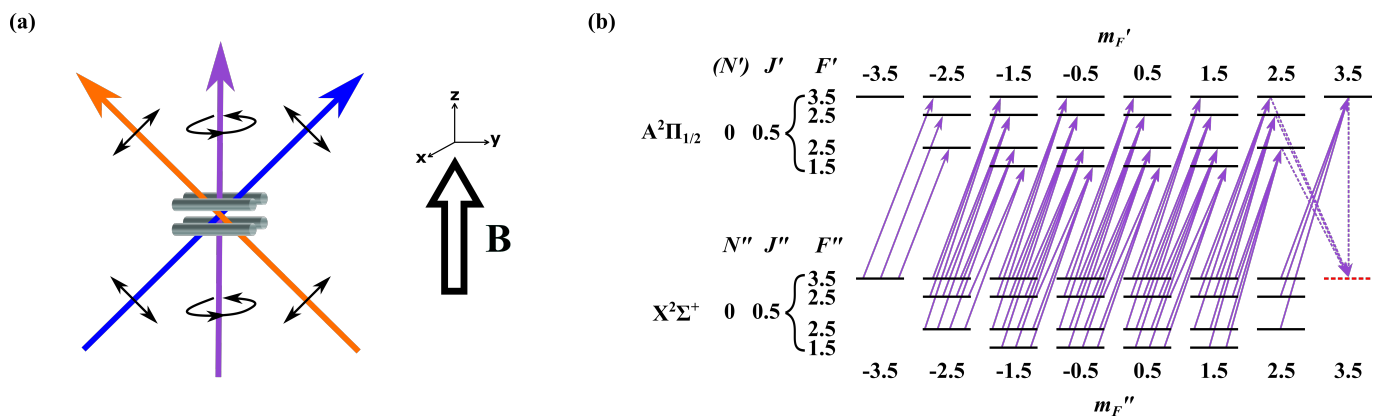 (a)
z
x
y
B
(b)
m_F'
(N') J' F' -3.5 -2.5 -1.5 -0.5 0.5 1.5 2.5 3.5
3.5
2.5
A²Π₁/₂ 0 0.5
2.5
1.5
N" J" F"
3.5
2.5
X²Σ⁺ 0 0.5
2.5
1.5
-3.5 -2.5 -1.5 -0.5 0.5 1.5 2.5 3.5
m_F"